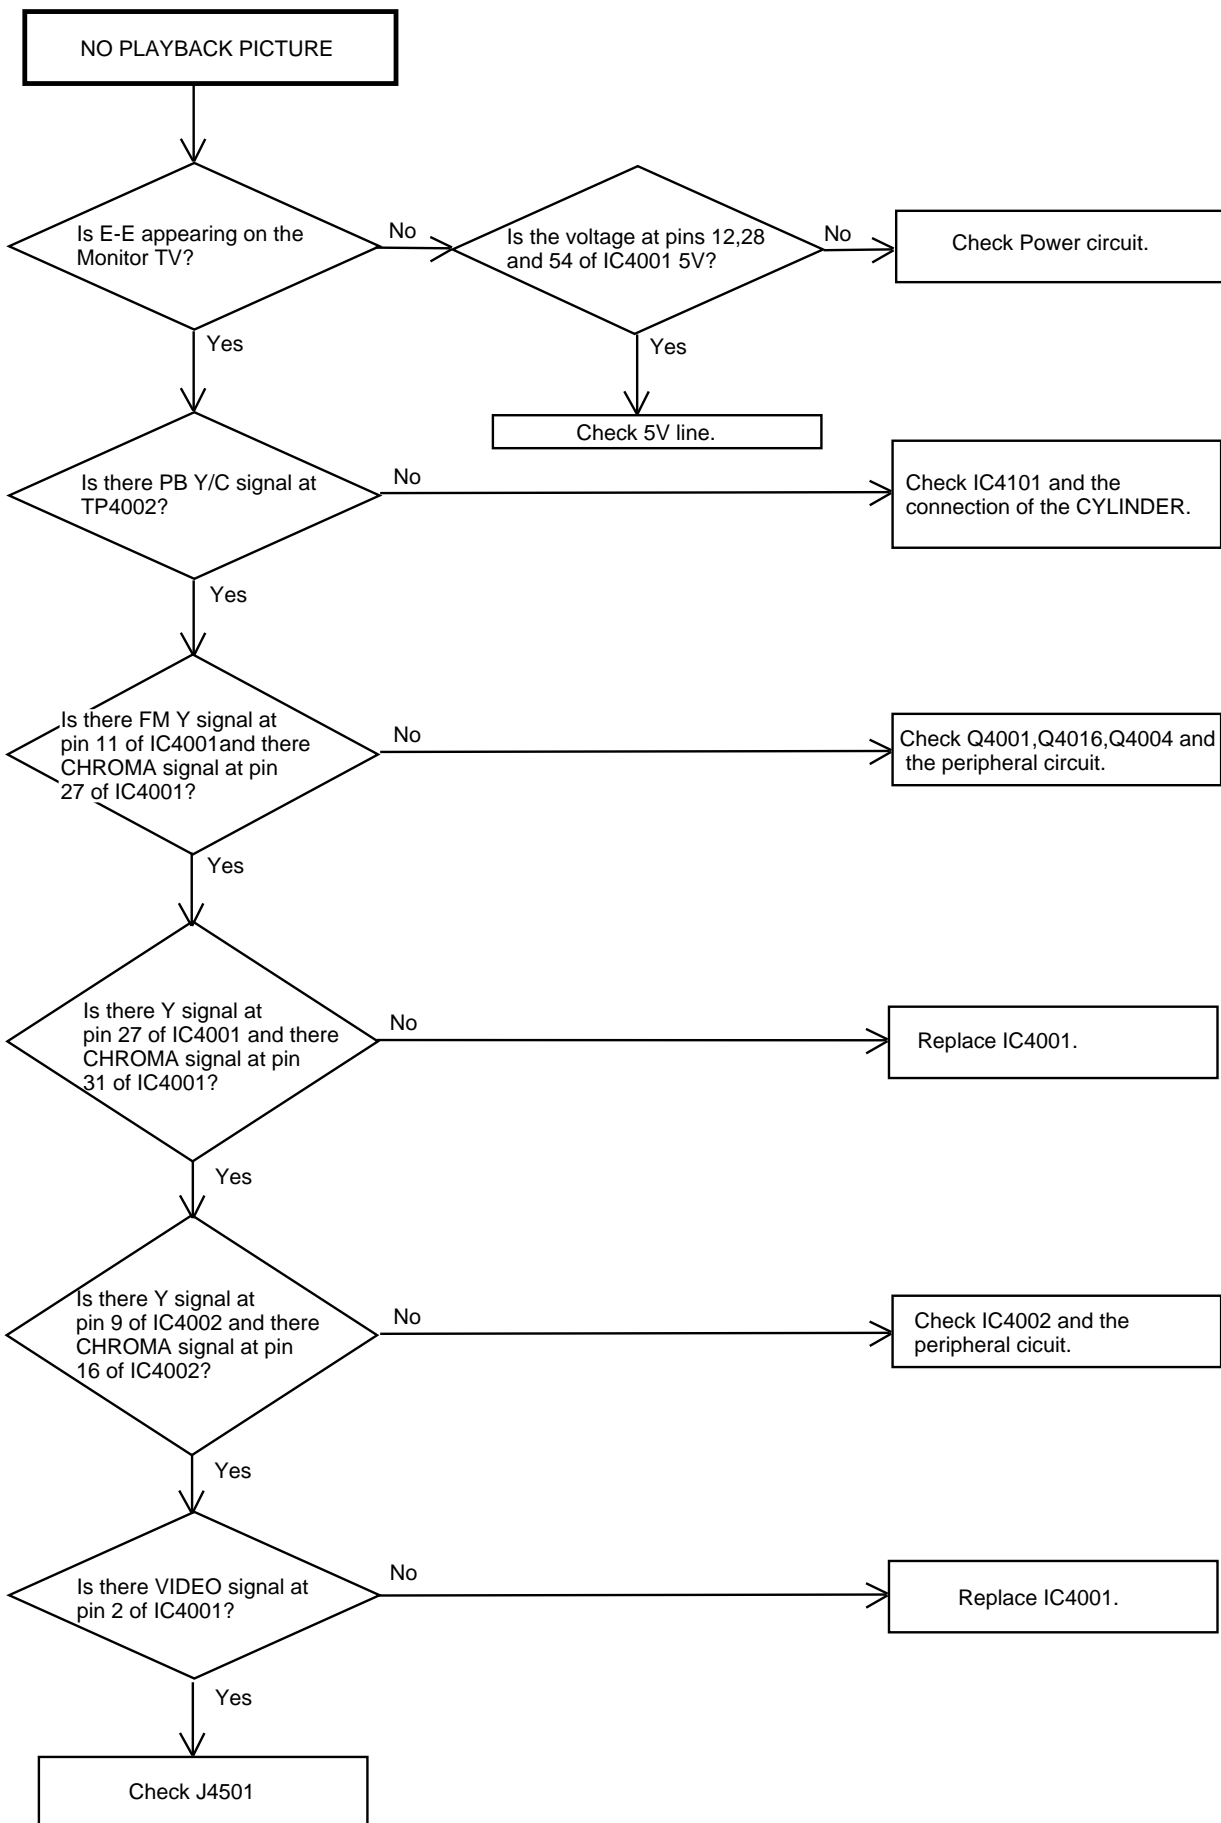 NO PLAYBACK PICTURE
Is E-E appearing on the
Monitor TV?
No
Is the voltage at pins 12,28
and 54 of IC4001 5V?
No
Check Power circuit.
Yes
Yes
Check 5V line.
Is there PB Y/C signal at
TP4002?
No
Check IC4101 and the
connection of the CYLINDER.
Yes
Is there FM Y signal at
pin 11 of IC4001and there
CHROMA signal at pin
27 of IC4001?
No
Check Q4001,Q4016,Q4004 and
the peripheral circuit.
Yes
Is there Y signal at
pin 27 of IC4001 and there
CHROMA signal at pin
31 of IC4001?
No
Replace IC4001.
Yes
Is there Y signal at
pin 9 of IC4002 and there
CHROMA signal at pin
16 of IC4002?
No
Check IC4002 and the
peripheral cicuit.
Yes
Is there VIDEO signal at
pin 2 of IC4001?
No
Replace IC4001.
Yes
Check J4501